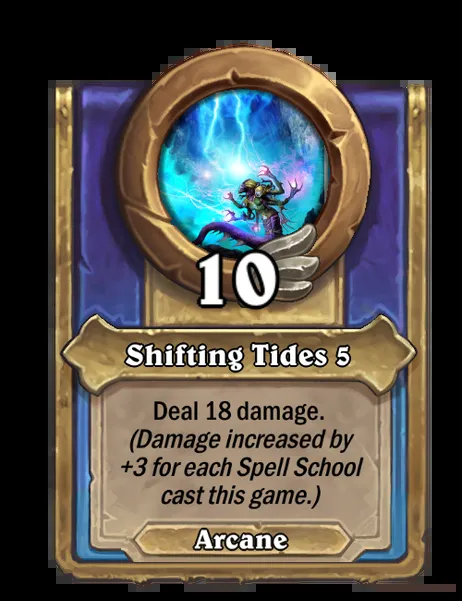 10
Shifting Tides 5
Deal 18 damage.
(Damage increased by
+3 for each Spell School
cast this game.)
Arcane